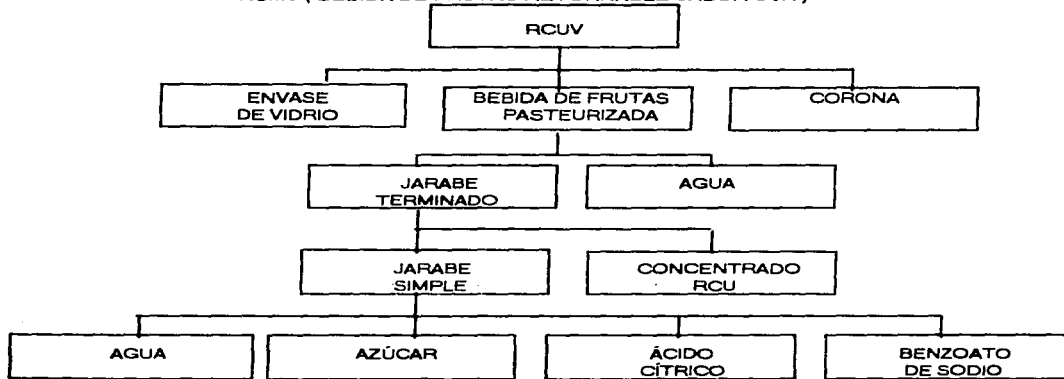 RCUV
ENVASE
DE VIDRIO
BEBIDA DE FRUTAS
PASTEURIZADA
CORONA
JARABE
TERMINADO
AGUA
JARABE
SIMPLE
CONCENTRADO
RCU
AGUA
AZÚCAR
ÁCIDO
CÍTRICO
BENZOATO
DE SODIO